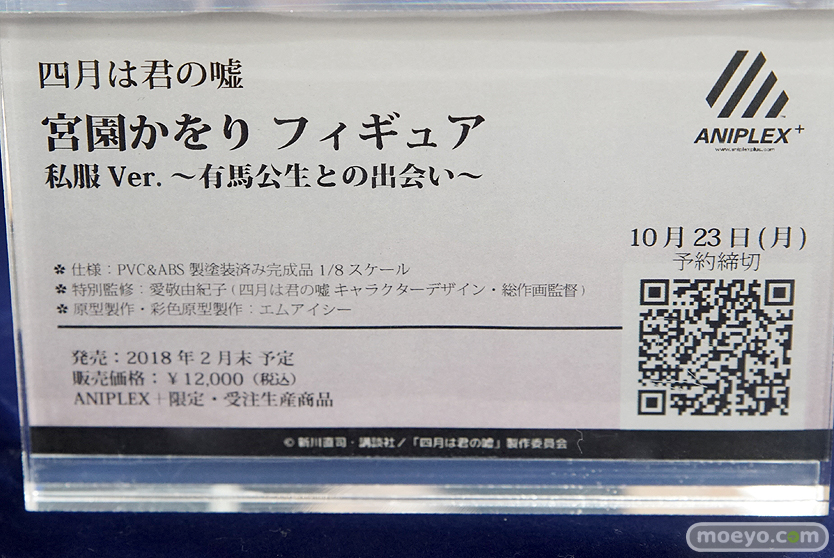 四月は君の嘘
宮園かをり フィギュア
私服 Ver. ～有馬公生との出会い～
ANIPLEX+
www.aniplexplus.com
10月23日(月)
予約締切
✽ 仕様：PVC&ABS 製塗装済み完成品 1/8 スケール
✽ 特別監修：愛敬由紀子 ( 四月は君の嘘 キャラクターデザイン・総作画監督 )
✽ 原型製作・彩色原型製作：エムアイシー
発売：2018 年 2 月末 予定
販売価格：￥12,000（税込）
ANIPLEX＋限定・受注生産商品
© 新川直司・講談社／「四月は君の嘘」製作委員会
moeyo.com